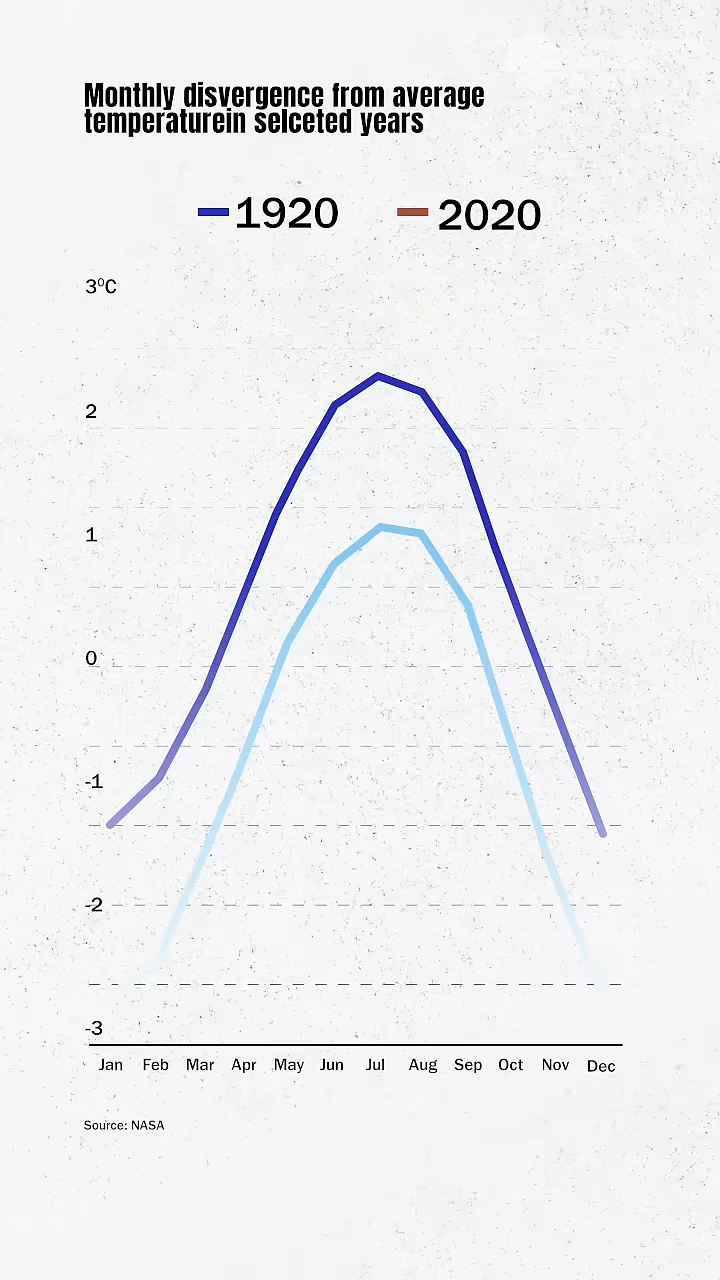 Monthly disvergence from average
temperaturein selceted years
1920 2020
3⁰C
2
1
0
-1
-2
-3
Jan Feb Mar Apr May Jun Jul Aug Sep Oct Nov Dec
Source: NASA